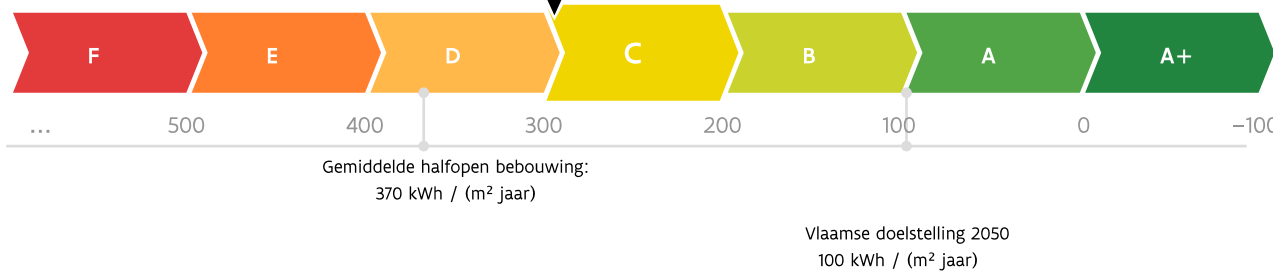 F E D C B A A+
... 500 400 300 200 100 0 −100
Gemiddelde halfopen bebouwing:
370 kWh / (m² jaar)
Vlaamse doelstelling 2050
100 kWh / (m² jaar)